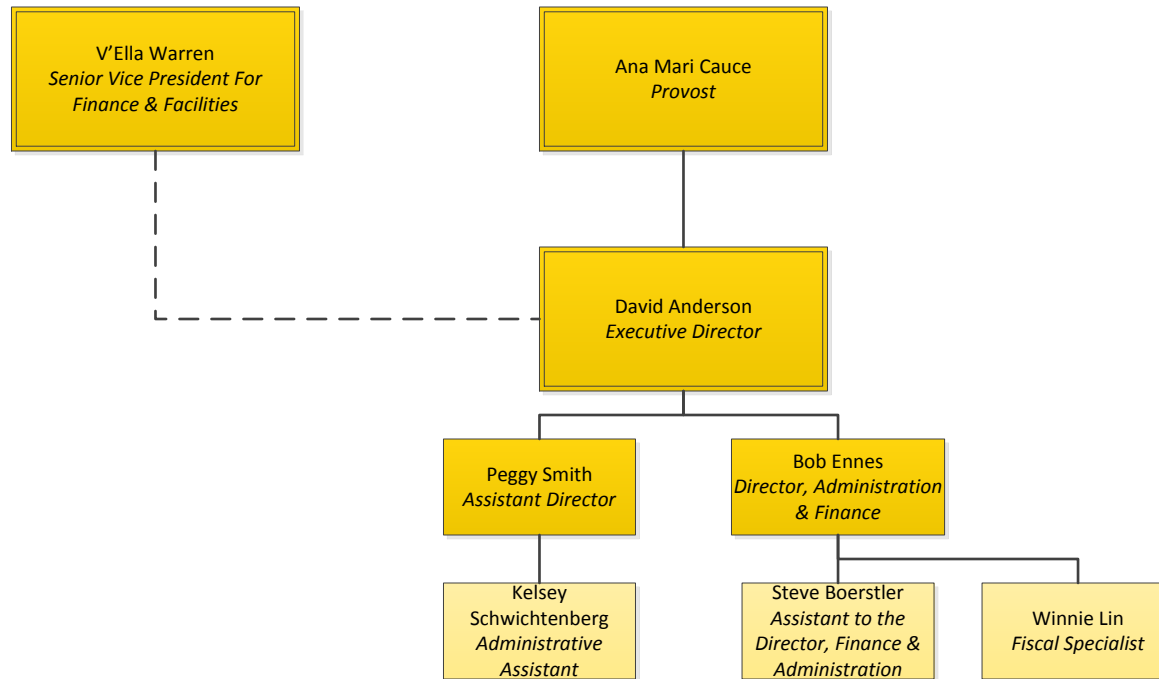 V’Ella Warren
Senior Vice President For
Finance & Facilities
Ana Mari Cauce
Provost
David Anderson
Executive Director
Peggy Smith
Assistant Director
Bob Ennes
Director, Administration
& Finance
Kelsey
Schwichtenberg
Administrative
Assistant
Steve Boerstler
Assistant to the
Director, Finance &
Administration
Winnie Lin
Fiscal Specialist